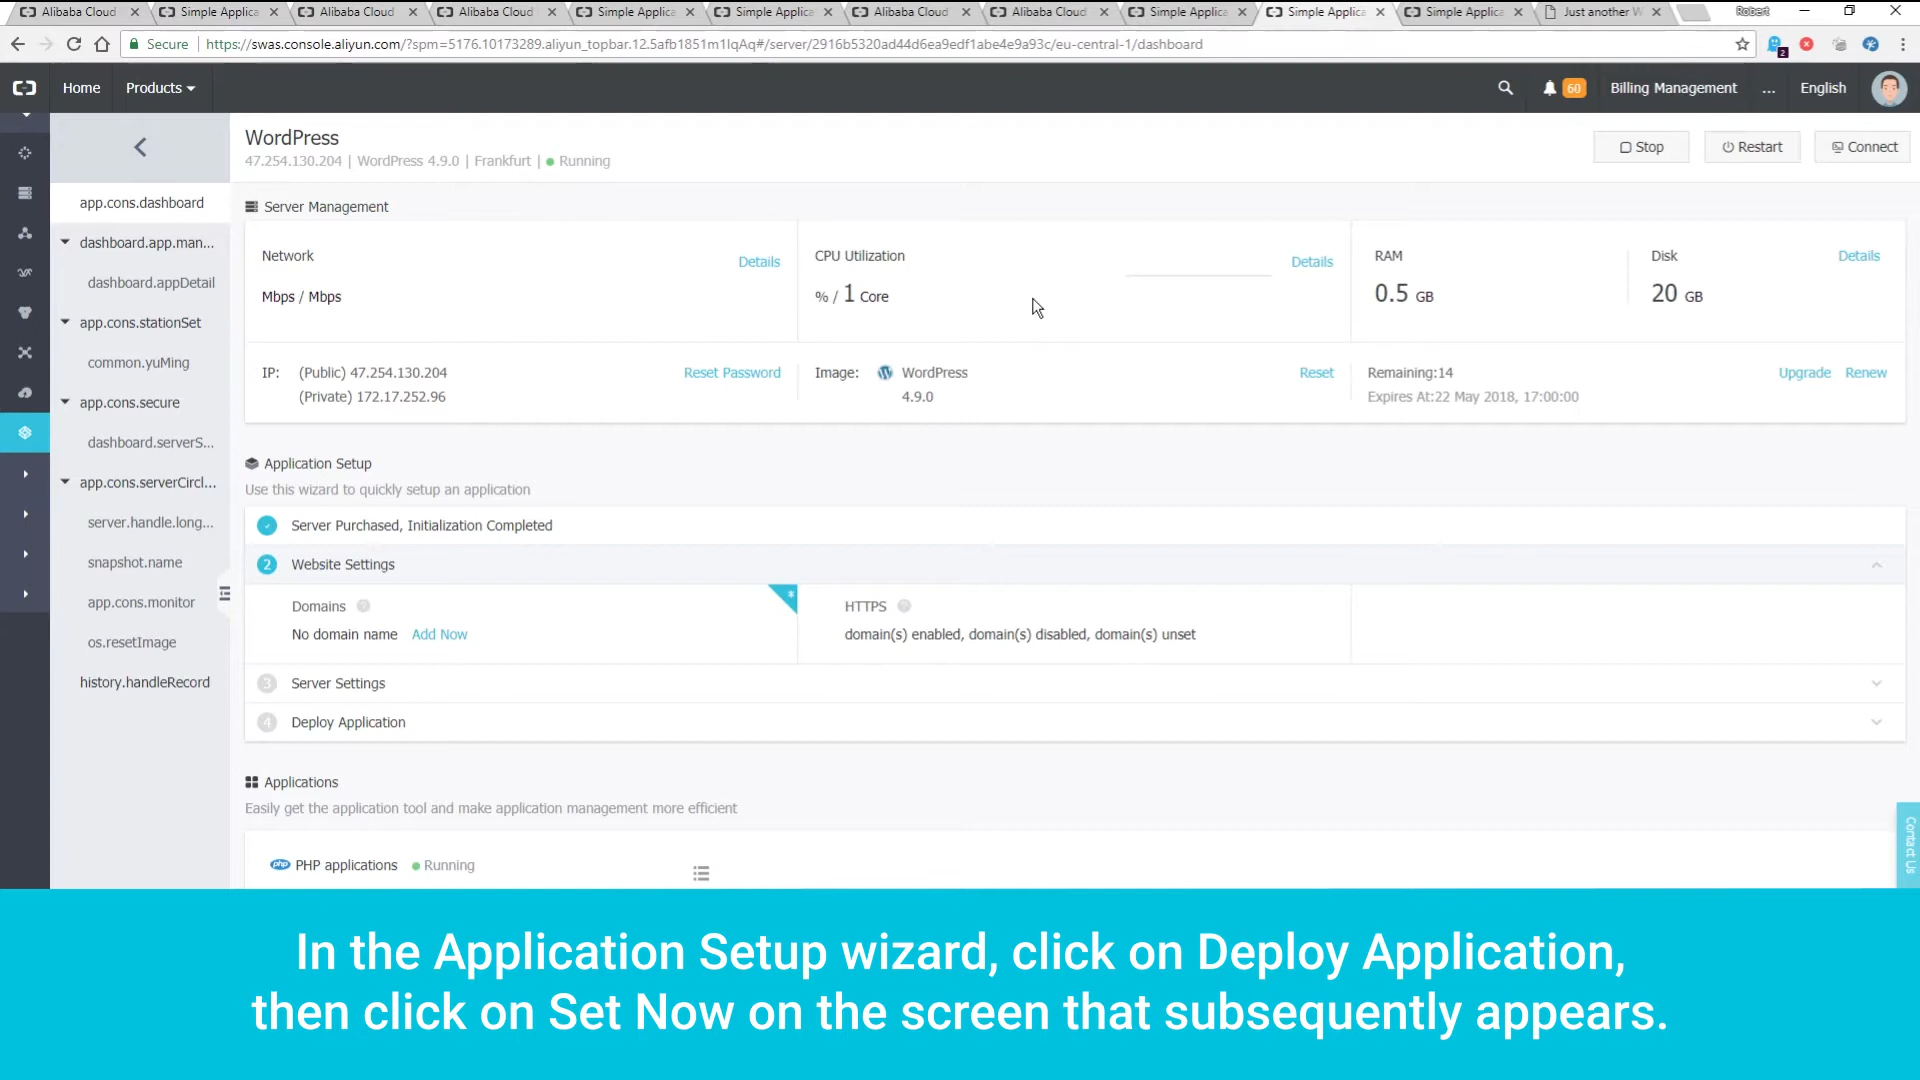 Alibaba Cloud
Simple Applica
Alibaba Cloud
Alibaba Cloud
Simple Applica
Simple Applica
Alibaba Cloud
Alibaba Cloud
Simple Applica
Simple Applica
Simple Applica
Just another W
Robert
Secure
https://swas.console.aliyun.com/?spm=5176.10173289.aliyun_topbar.12.5afb1851m1lqAq#/server/2916b5320ad44d6ea9edf1abe4e9a93c/eu-central-1/dashboard
2
Home
Products
60
Billing Management
...
English
WordPress
47.254.130.204 | WordPress 4.9.0 | Frankfurt | Running
Stop
Restart
Connect
app.cons.dashboard
dashboard.app.man...
dashboard.appDetail
app.cons.stationSet
common.yuMing
app.cons.secure
dashboard.serverS...
app.cons.serverCircl...
server.handle.long...
snapshot.name
app.cons.monitor
os.resetImage
history.handleRecord
Server Management
Network
Details
Mbps / Mbps
CPU Utilization
Details
% / 1 Core
RAM
0.5 GB
Disk
Details
20 GB
IP: (Public) 47.254.130.204
(Private) 172.17.252.96
Reset Password
Image: WordPress
4.9.0
Reset
Remaining:14
Expires At:22 May 2018, 17:00:00
Upgrade
Renew
Application Setup
Use this wizard to quickly setup an application
Server Purchased, Initialization Completed
2 Website Settings
Domains
No domain name Add Now
*
HTTPS
domain(s) enabled, domain(s) disabled, domain(s) unset
3 Server Settings
4 Deploy Application
Applications
Easily get the application tool and make application management more efficient
php PHP applications Running
Contact Us
In the Application Setup wizard, click on Deploy Application,
then click on Set Now on the screen that subsequently appears.